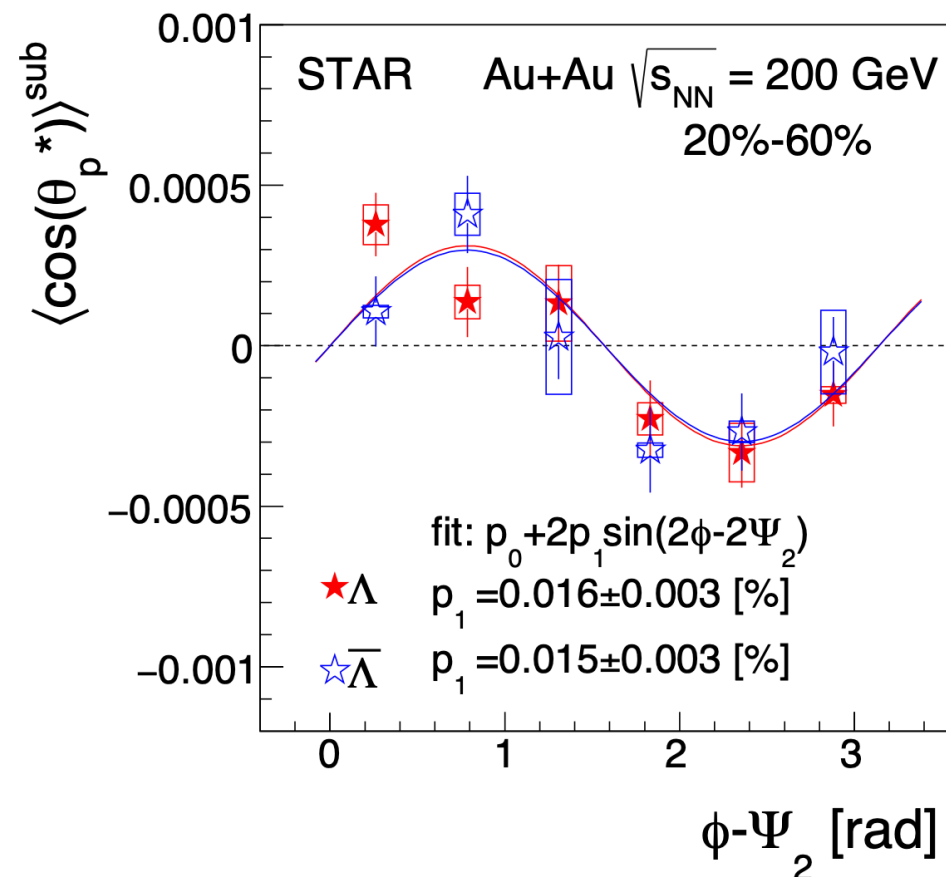 ⟨cos(θ_p*)⟩^sub
0.001
0.0005
0
−0.0005
−0.001
STAR Au+Au √s_NN = 200 GeV
20%-60%
fit: p_0+2p_1sin(2ϕ-2Ψ_2)
Λ p_1 =0.016±0.003 [%]
Λ̅ p_1 =0.015±0.003 [%]
0 1 2 3
ϕ-Ψ_2 [rad]